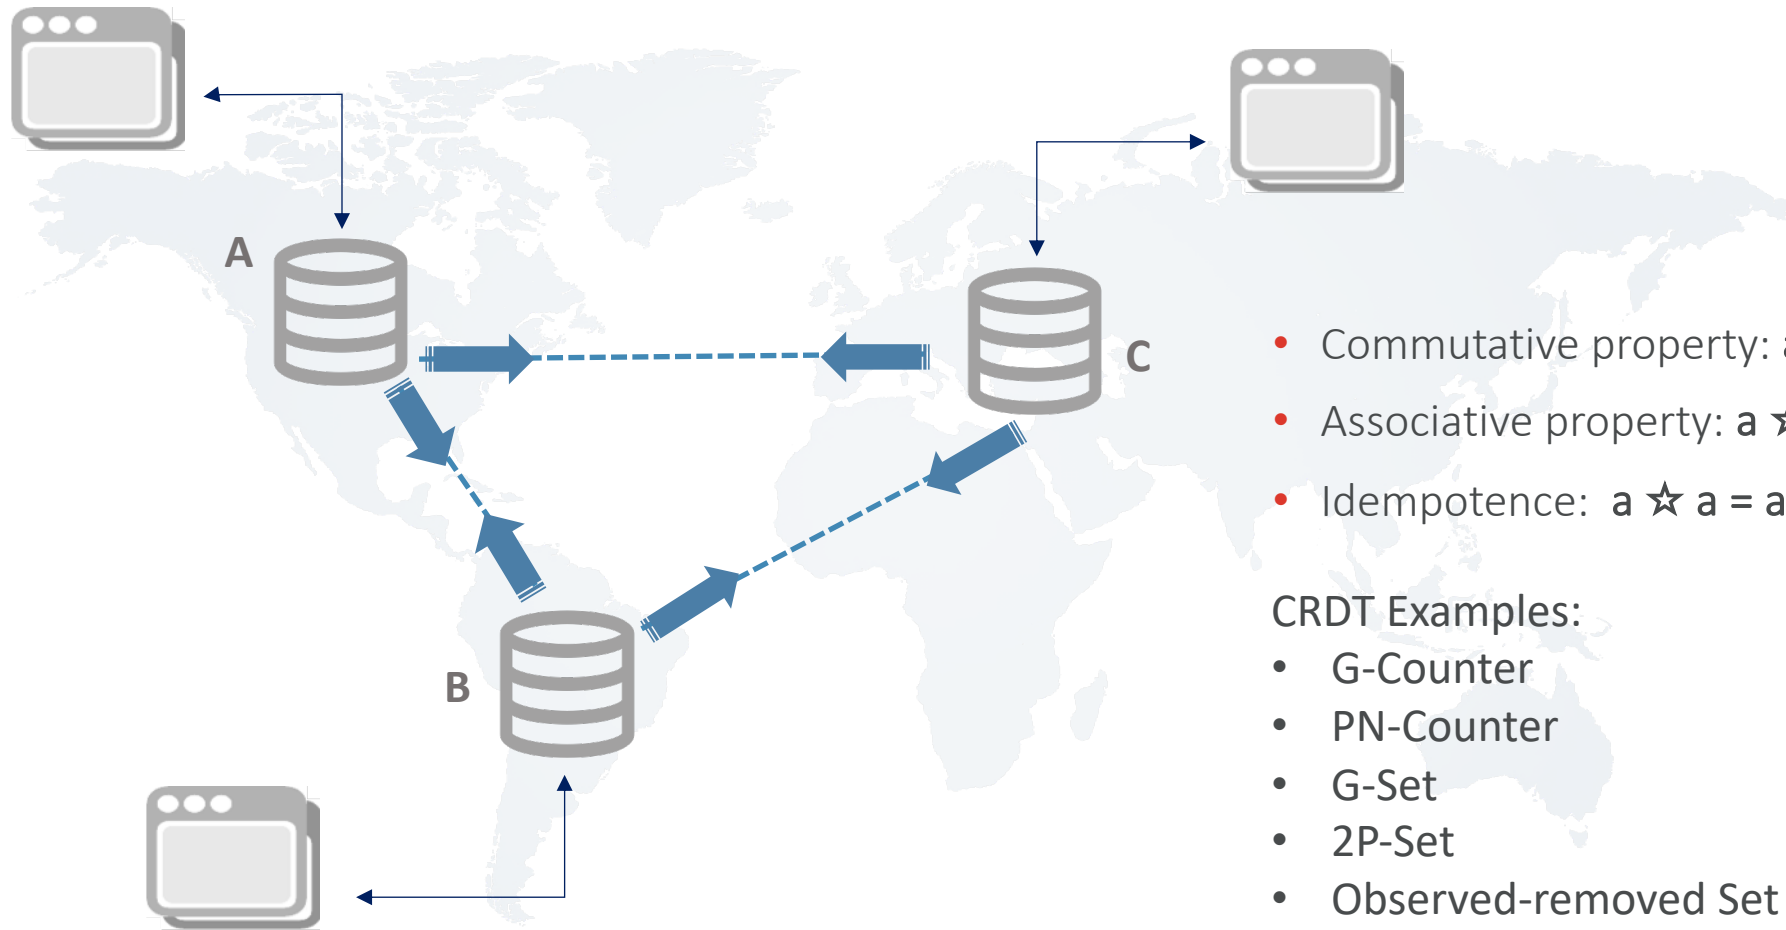 A
C
B
• Commutative property: a
• Associative property: a ☆
• Idempotence: a ☆ a = a
CRDT Examples:
• G-Counter
• PN-Counter
• G-Set
• 2P-Set
• Observed-removed Set